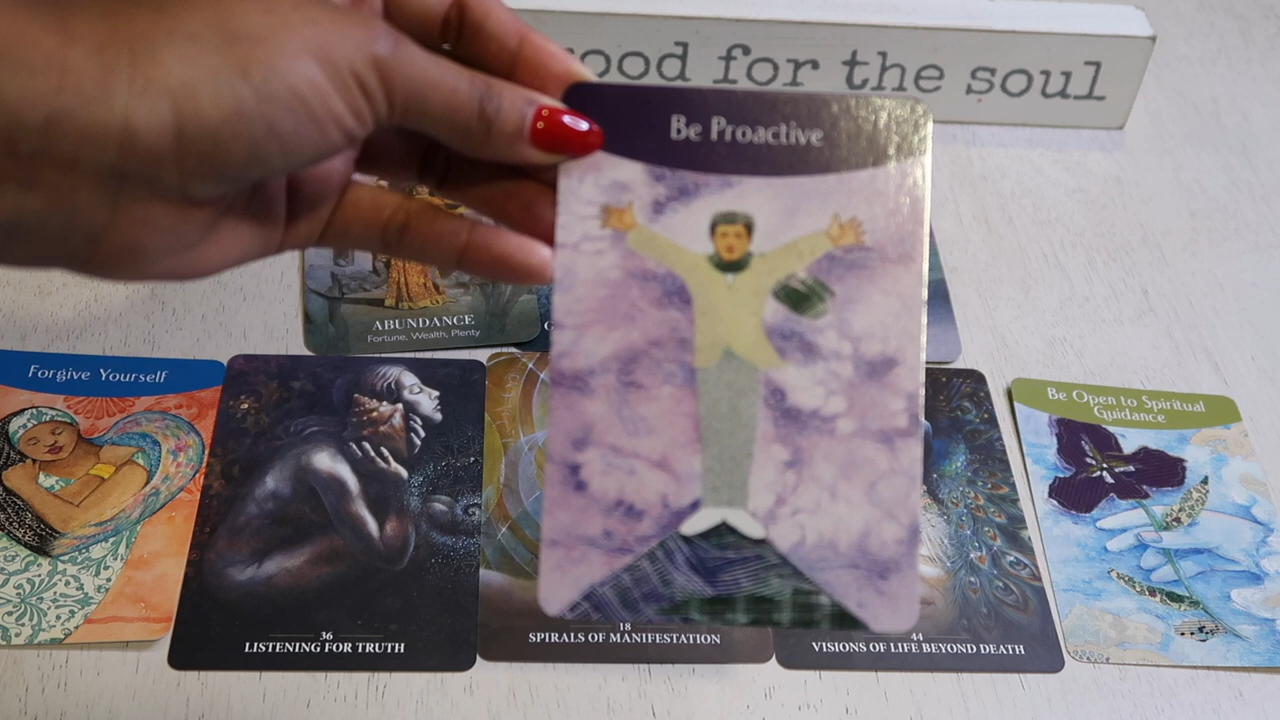 ood for the soul
Be Proactive
ABUNDANCE
Fortune, Wealth, Plenty
Forgive Yourself
Be Open to Spiritual
Guidance
36
LISTENING FOR TRUTH
18
SPIRALS OF MANIFESTATION
44
VISIONS OF LIFE BEYOND DEATH